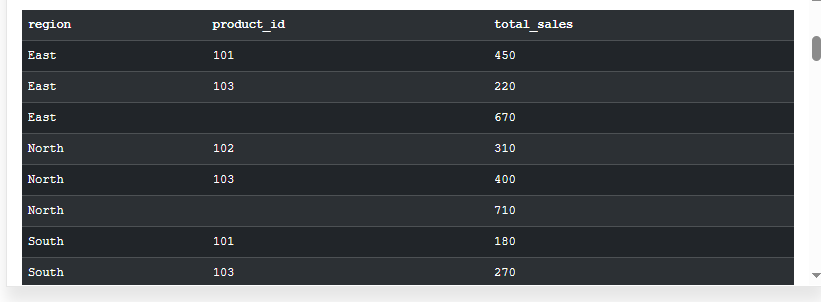 region product_id total_sales
East 101 450
East 103 220
East 670
North 102 310
North 103 400
North 710
South 101 180
South 103 270